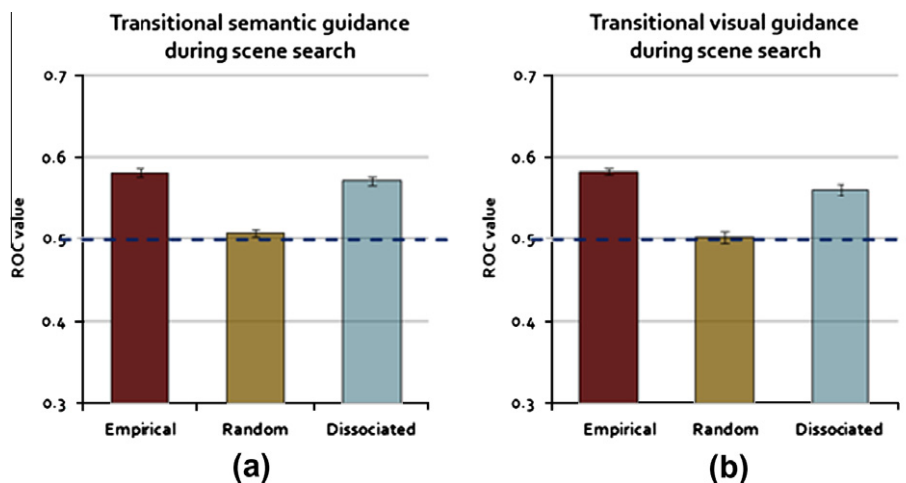 Transitional semantic guidance
during scene search
0.7
0.6
0.5
0.4
0.3
ROC value
Empirical Random Dissociated
(a)
Transitional visual guidance
during scene search
0.7
0.6
0.5
0.4
0.3
ROC value
Empirical Random Dissociated
(b)